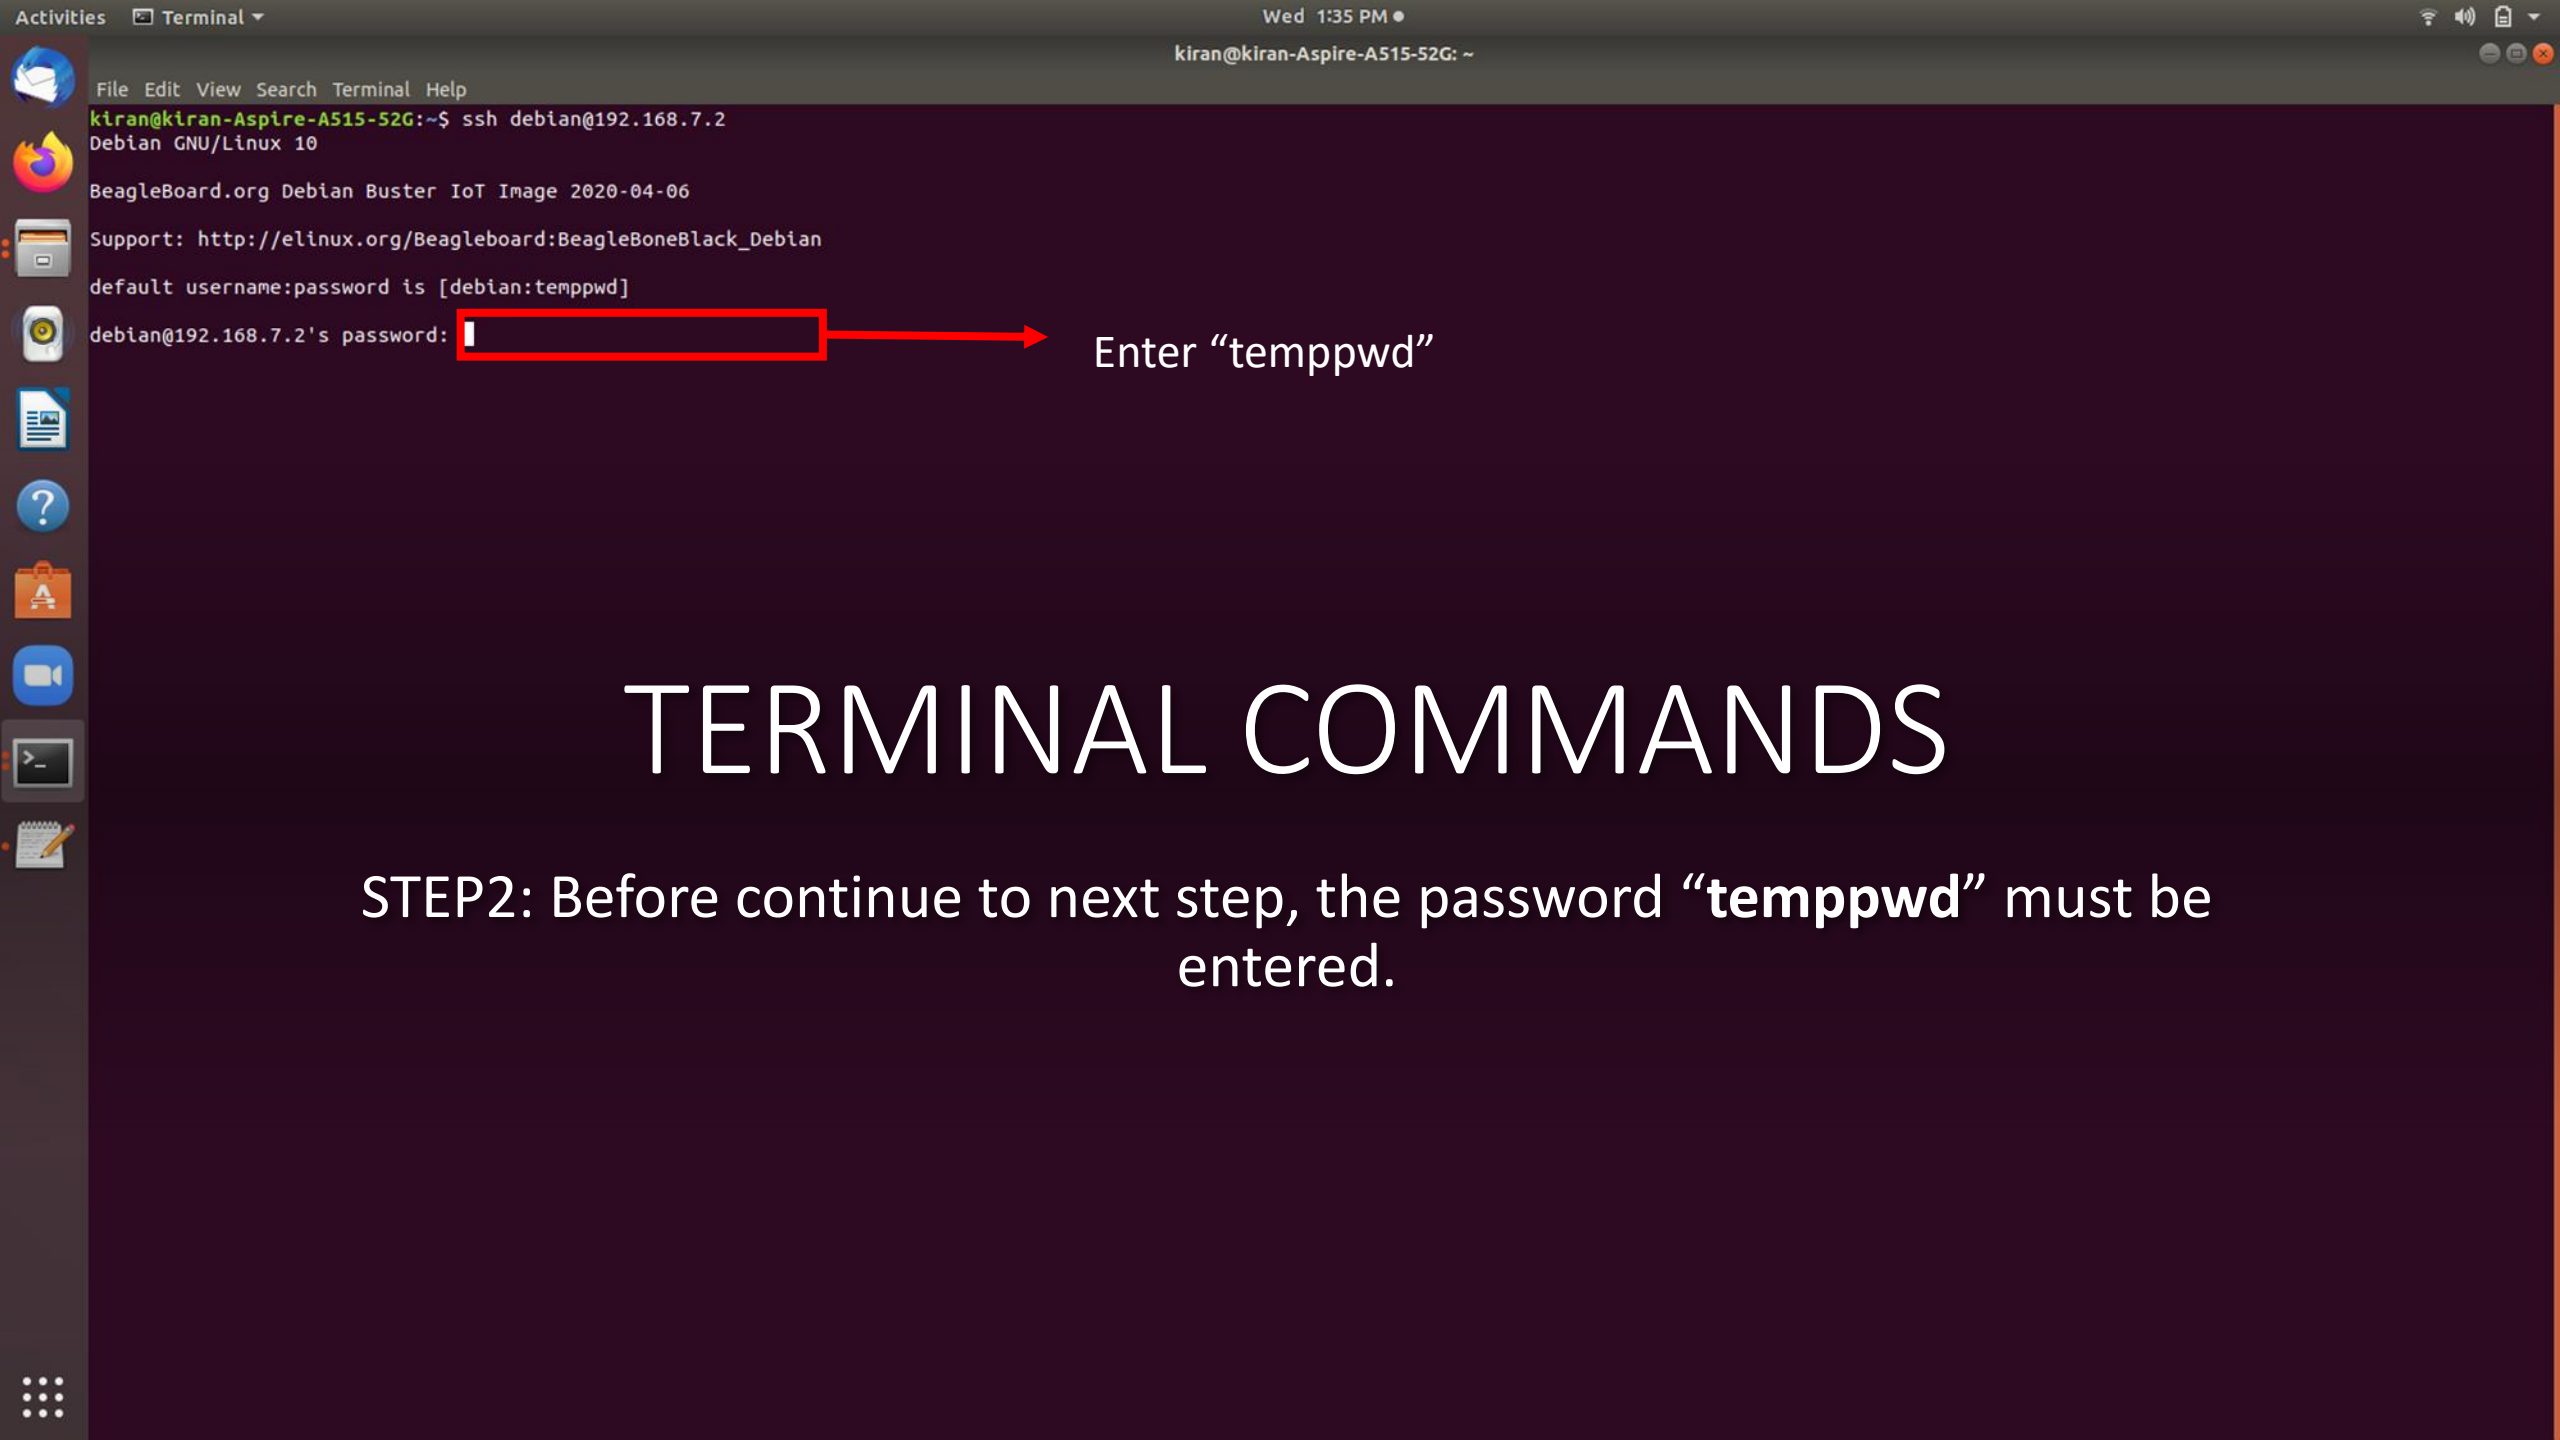 Activities Terminal
Wed 1:35 PM
kiran@kiran-Aspire-A515-52G: ~
File Edit View Search Terminal Help
kiran@kiran-Aspire-A515-52G:~$ ssh debian@192.168.7.2
Debian GNU/Linux 10
BeagleBoard.org Debian Buster IoT Image 2020-04-06
Support: http://elinux.org/Beagleboard:BeagleBoneBlack_Debian
default username:password is [debian:temppwd]
debian@192.168.7.2's password:
Enter “temppwd”
TERMINAL COMMANDS
STEP2: Before continue to next step, the password “temppwd” must be
entered.